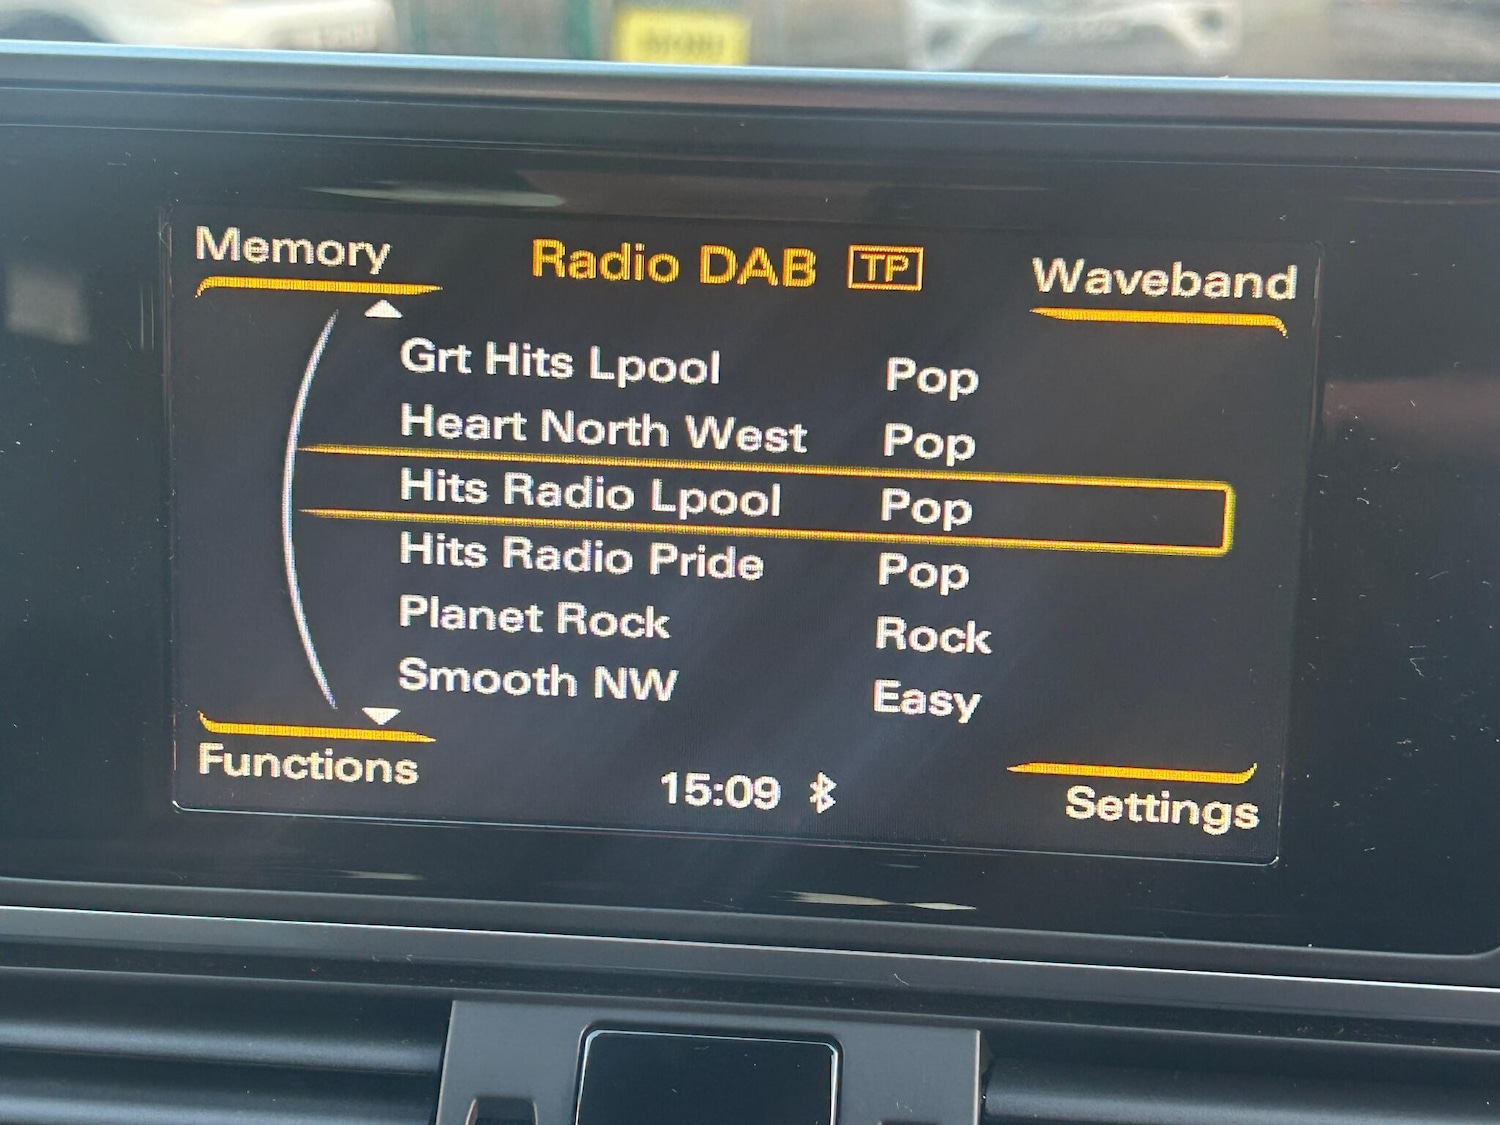 Memory
Radio DAB TP
Waveband
Grt Hits Lpool Pop
Heart North West Pop
Hits Radio Lpool Pop
Hits Radio Pride Pop
Planet Rock Rock
Smooth NW Easy
Functions
15:09
Settings